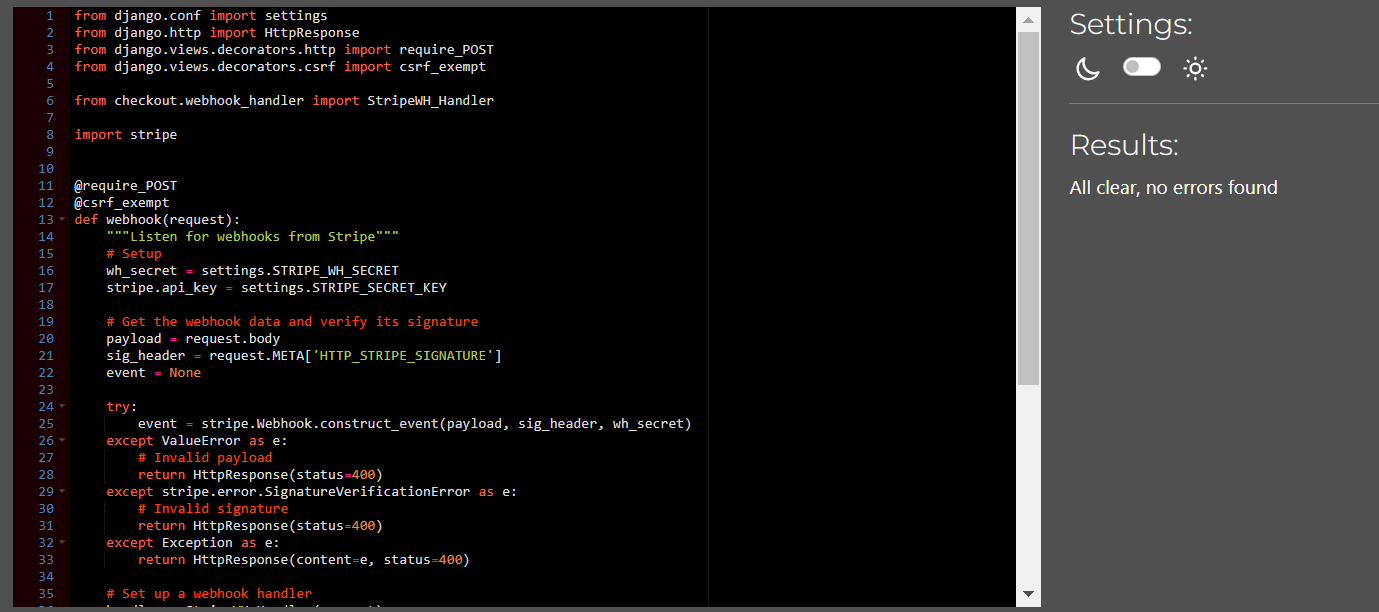 1 from django.conf import settings
2 from django.http import HttpResponse
3 from django.views.decorators.http import require_POST
4 from django.views.decorators.csrf import csrf_exempt
5
6 from checkout.webhook_handler import StripeWH_Handler
7
8 import stripe
9
10
11 @require_POST
12 @csrf_exempt
13 def webhook(request):
14     """Listen for webhooks from Stripe"""
15     # Setup
16     wh_secret = settings.STRIPE_WH_SECRET
17     stripe.api_key = settings.STRIPE_SECRET_KEY
18
19     # Get the webhook data and verify its signature
20     payload = request.body
21     sig_header = request.META['HTTP_STRIPE_SIGNATURE']
22     event = None
23
24     try:
25         event = stripe.Webhook.construct_event(payload, sig_header, wh_secret)
26     except ValueError as e:
27         # Invalid payload
28         return HttpResponse(status=400)
29     except stripe.error.SignatureVerificationError as e:
30         # Invalid signature
31         return HttpResponse(status=400)
32     except Exception as e:
33         return HttpResponse(content=e, status=400)
34
35     # Set up a webhook handler
Settings:
Results:
All clear, no errors found